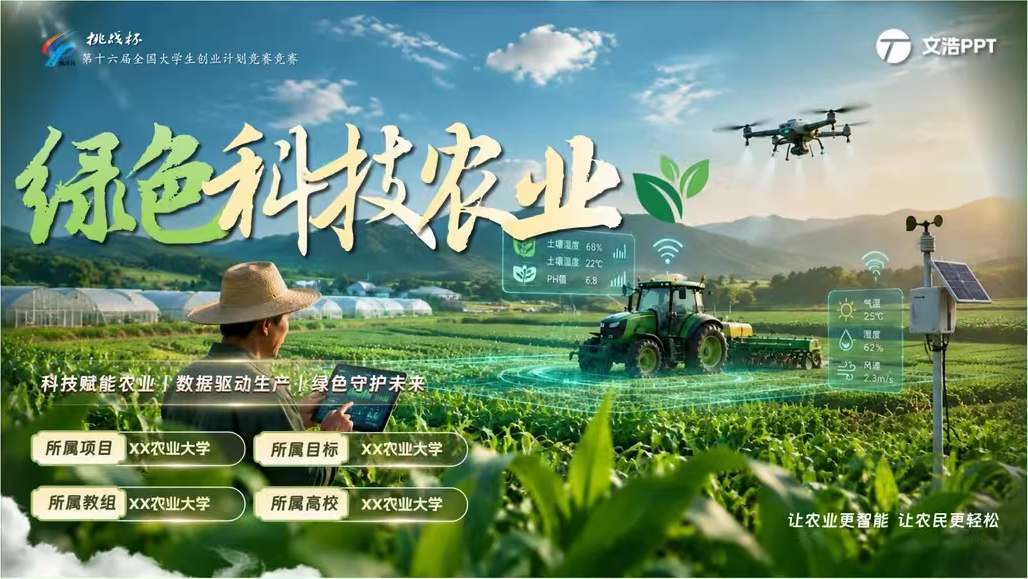 挑战杯
第十六届全国大学生创业计划竞赛竞赛
文浩PPT
绿色科技农业
土壤湿度 68%
土壤温度 22℃
PH值 6.8
气温
25℃
湿度
62%
风速
2.3m/s
科技赋能农业 | 数据驱动生产 | 绿色守护未来
所属项目 XX农业大学
所属目标 XX农业大学
所属教组 XX农业大学
所属高校 XX农业大学
让农业更智能 让农民更轻松